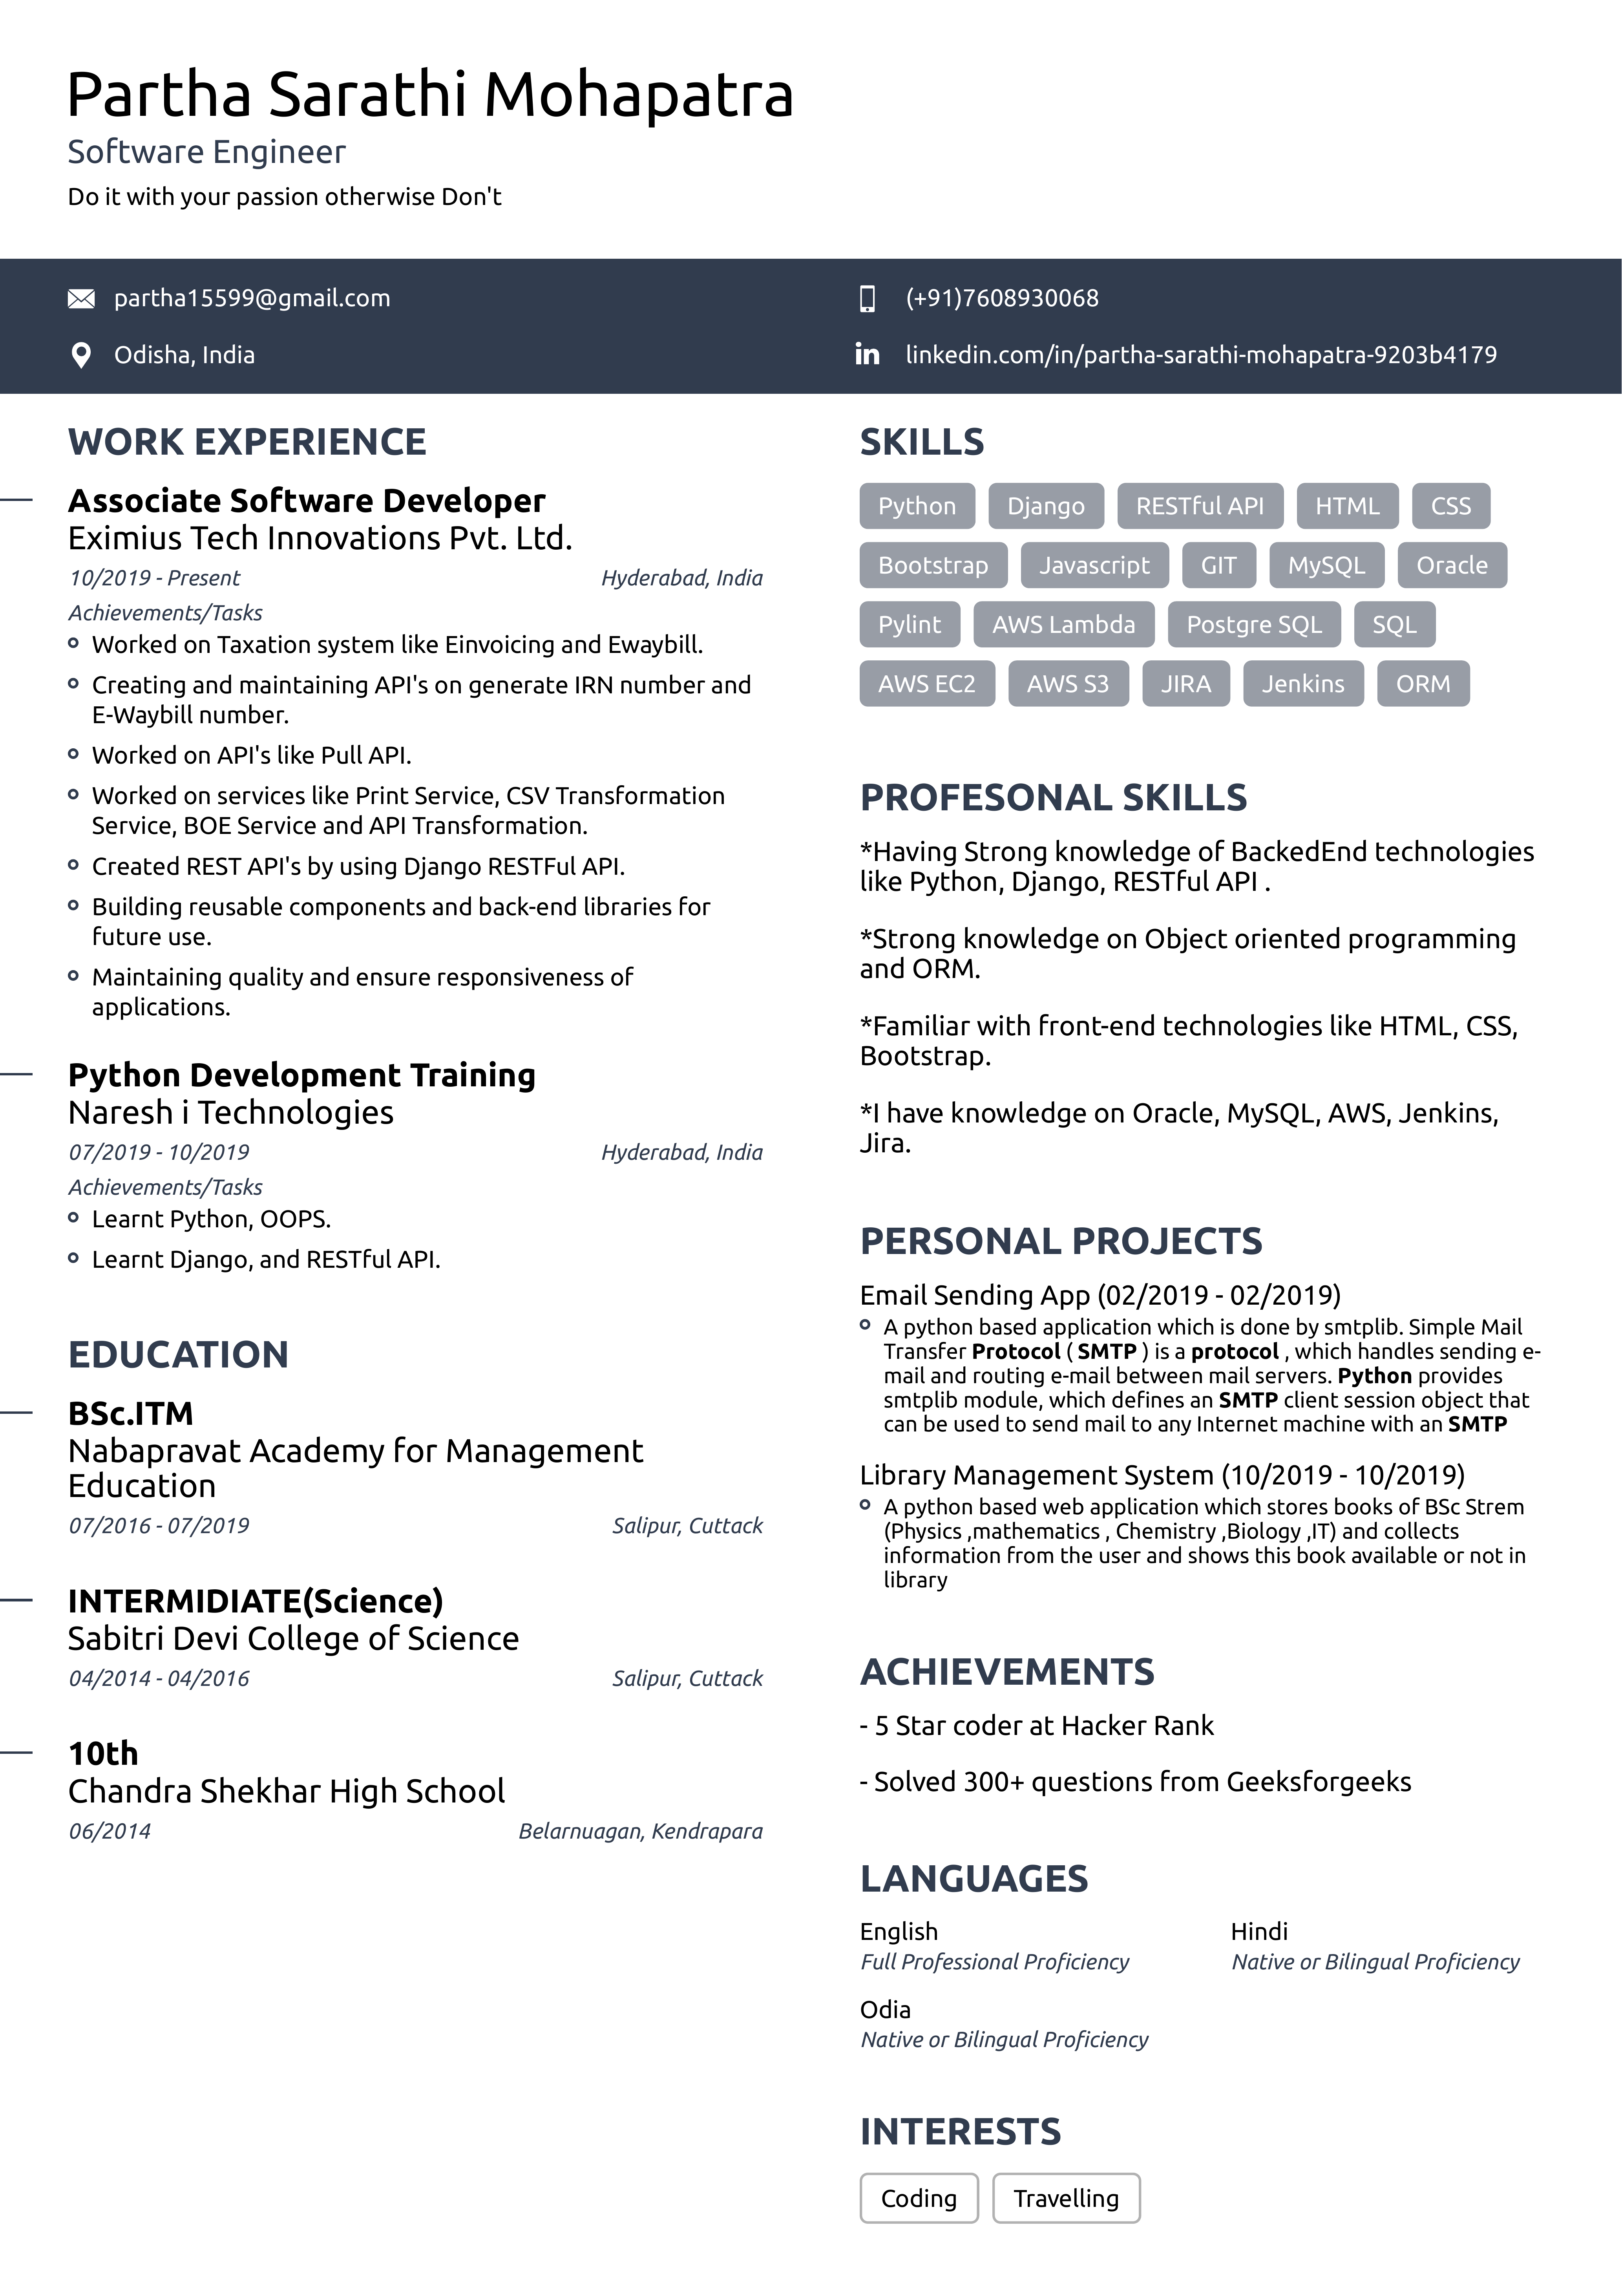 Partha Sarathi Mohapatra
Software Engineer
Do it with your passion otherwise Don't
partha15599@gmail.com
(+91)7608930068
Odisha, India
linkedin.com/in/partha-sarathi-mohapatra-9203b4179
WORK EXPERIENCE
Associate Software Developer
Eximius Tech Innovations Pvt. Ltd.
10/2019 - Present
Hyderabad, India
Achievements/Tasks
Worked on Taxation system like Einvoicing and Ewaybill.
Creating and maintaining API's on generate IRN number and
E-Waybill number.
Worked on API's like Pull API.
Worked on services like Print Service, CSV Transformation
Service, BOE Service and API Transformation.
Created REST API's by using Django RESTFul API.
Building reusable components and back-end libraries for
future use.
Maintaining quality and ensure responsiveness of
applications.
Python Development Training
Naresh i Technologies
07/2019 - 10/2019
Hyderabad, India
Achievements/Tasks
Learnt Python, OOPS.
Learnt Django, and RESTful API.
EDUCATION
BSc.ITM
Nabapravat Academy for Management
Education
07/2016 - 07/2019
Salipur, Cuttack
INTERMIDIATE(Science)
Sabitri Devi College of Science
04/2014 - 04/2016
Salipur, Cuttack
10th
Chandra Shekhar High School
06/2014
Belarnuagan, Kendrapara
SKILLS
Python Django RESTful API HTML CSS
Bootstrap Javascript GIT MySQL Oracle
Pylint AWS Lambda Postgre SQL SQL
AWS EC2 AWS S3 JIRA Jenkins ORM
PROFESONAL SKILLS
*Having Strong knowledge of BackedEnd technologies
like Python, Django, RESTful API .
*Strong knowledge on Object oriented programming
and ORM.
*Familiar with front-end technologies like HTML, CSS,
Bootstrap.
*I have knowledge on Oracle, MySQL, AWS, Jenkins,
Jira.
PERSONAL PROJECTS
Email Sending App (02/2019 - 02/2019)
A python based application which is done by smtplib. Simple Mail
Transfer Protocol ( SMTP ) is a protocol , which handles sending e-
mail and routing e-mail between mail servers. Python provides
smtplib module, which defines an SMTP client session object that
can be used to send mail to any Internet machine with an SMTP
Library Management System (10/2019 - 10/2019)
A python based web application which stores books of BSc Strem
(Physics ,mathematics , Chemistry ,Biology ,IT) and collects
information from the user and shows this book available or not in
library
ACHIEVEMENTS
- 5 Star coder at Hacker Rank
- Solved 300+ questions from Geeksforgeeks
LANGUAGES
English
Full Professional Proficiency
Hindi
Native or Bilingual Proficiency
Odia
Native or Bilingual Proficiency
INTERESTS
Coding Travelling